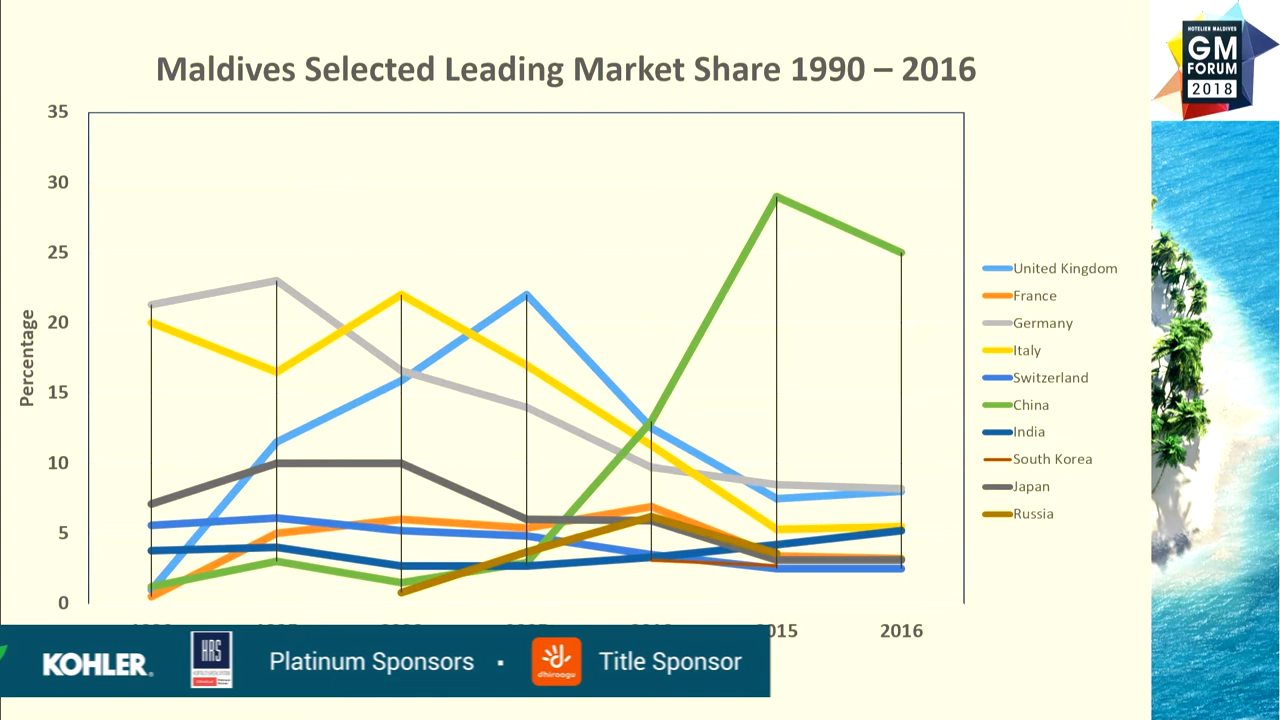 Maldives Selected Leading Market Share 1990 – 2016
HOTELIER MALDIVES
GM
FORUM
2018
35
30
25
20
15
10
5
0
Percentage
United Kingdom
France
Germany
Italy
Switzerland
China
India
South Korea
Japan
Russia
015
2016
KOHLER
HRS
Platinum Sponsors
dhiraagu
Title Sponsor